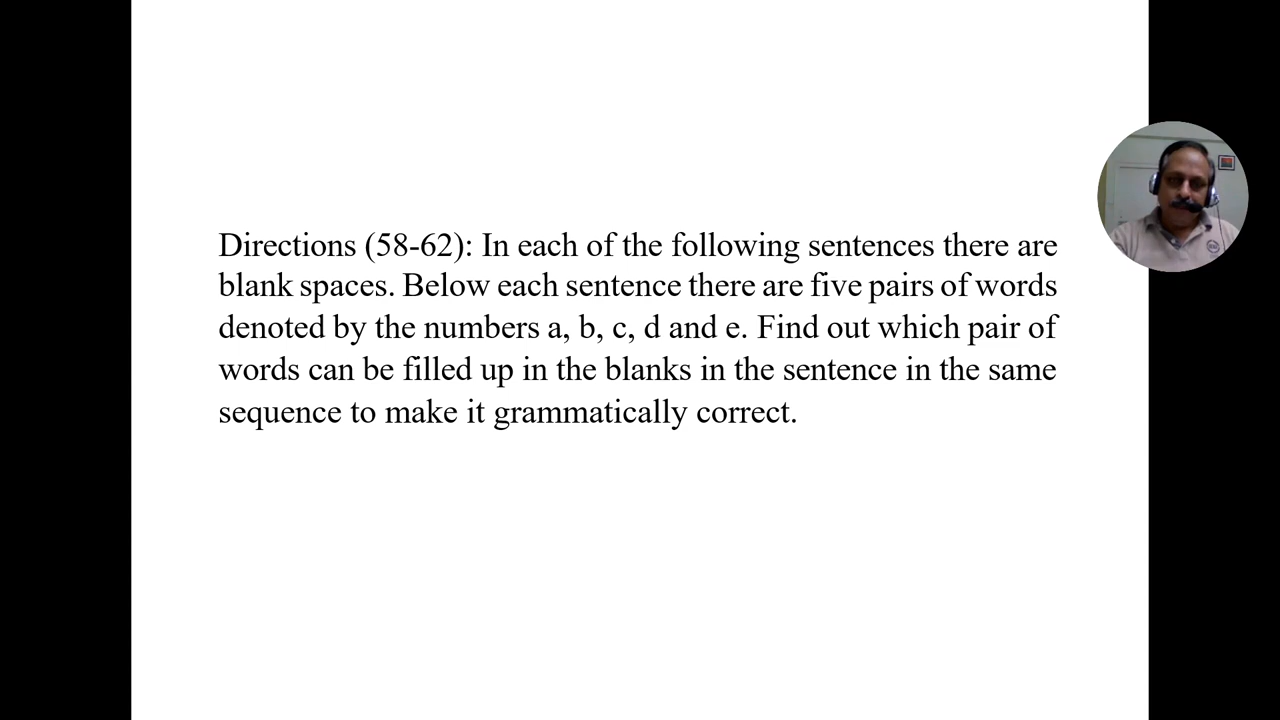 Directions (58-62): In each of the following sentences there are
blank spaces. Below each sentence there are five pairs of words
denoted by the numbers a, b, c, d and e. Find out which pair of
words can be filled up in the blanks in the sentence in the same
sequence to make it grammatically correct.